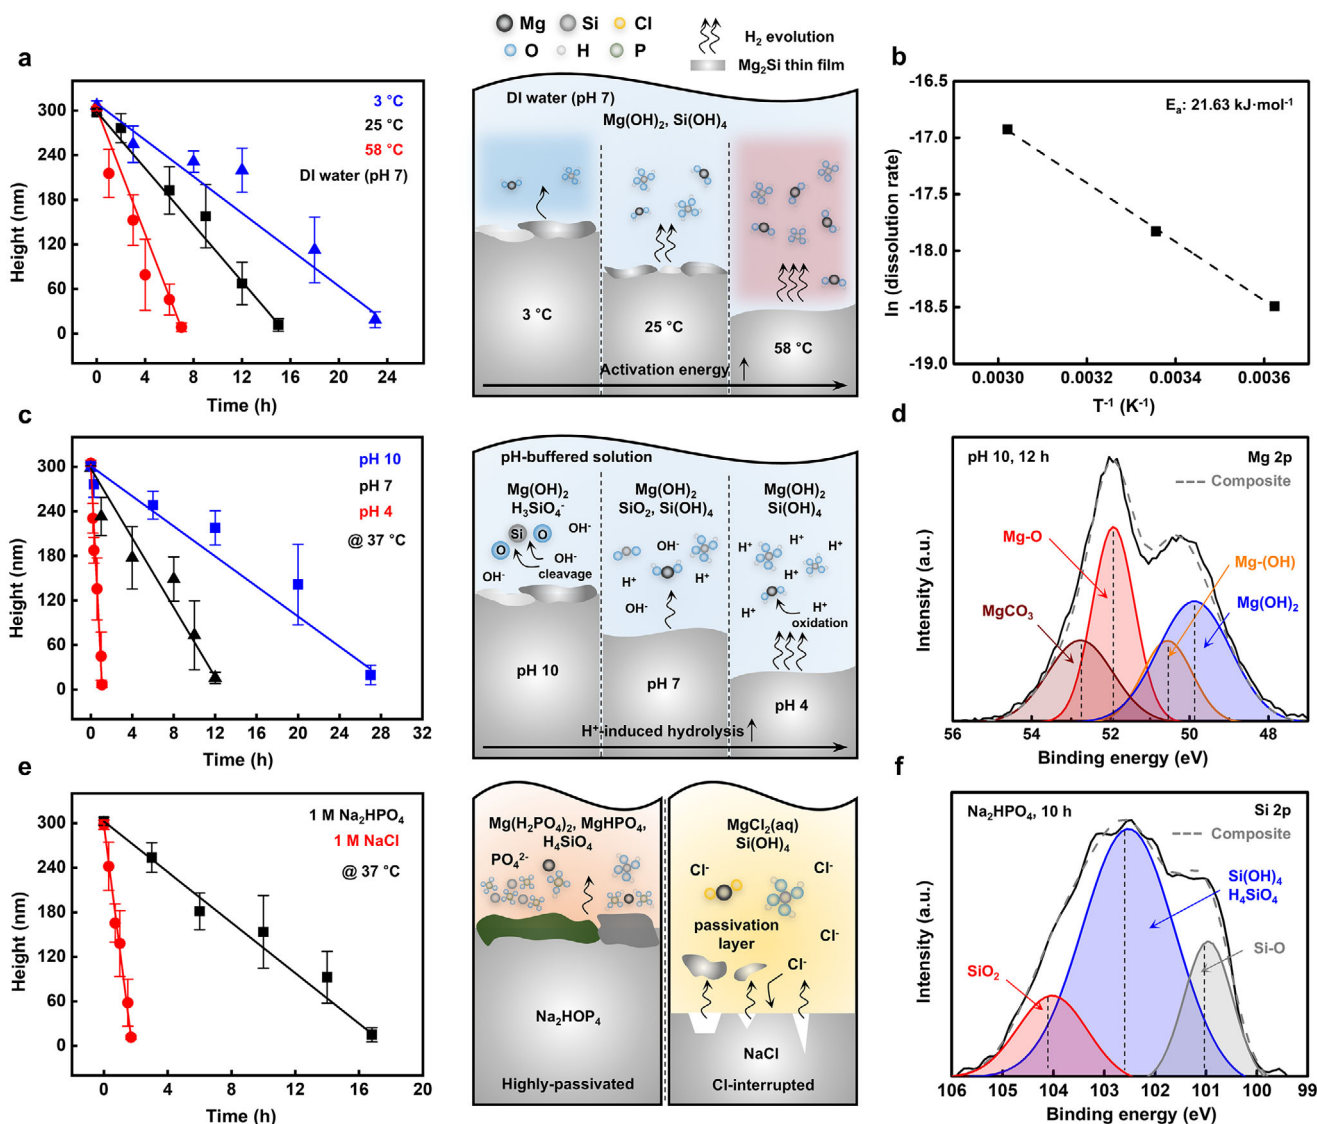 Mg Si Cl
O H P
H2 evolution
Mg2Si thin film
a
300
240
180
120
60
0
0 4 8 12 16 20 24
Height (nm)
Time (h)
3 °C
25 °C
58 °C
DI water (pH 7)
DI water (pH 7)
Mg(OH)2, Si(OH)4
3 °C
25 °C
58 °C
Activation energy ↑
b
-16.5
-17.0
-17.5
-18.0
-18.5
-19.0
0.0030 0.0032 0.0034 0.0036
ln (dissolution rate)
T-1 (K-1)
Ea: 21.63 kJ·mol-1
c
300
240
180
120
60
0
0 4 8 12 16 20 24 28 32
Height (nm)
Time (h)
pH 10
pH 7
pH 4
@ 37 °C
pH-buffered solution
Mg(OH)2
H3SiO4-
Si
O
O
OH-
OH-
cleavage
OH-
pH 10
Mg(OH)2
SiO2, Si(OH)4
OH-
H+
H+
OH-
pH 7
Mg(OH)2
Si(OH)4
H+
H+
H+
H+
H+
H+
oxidation
pH 4
H+-induced hydrolysis ↑
d
pH 10, 12 h
Mg 2p
Composite
Mg-O
MgCO3
Mg-(OH)
Mg(OH)2
56 54 52 50 48
Intensity (a.u.)
Binding energy (eV)
e
300
240
180
120
60
0
0 4 8 12 16 20
Height (nm)
Time (h)
1 M Na2HPO4
1 M NaCl
@ 37 °C
Mg(H2PO4)2, MgHPO4,
H4SiO4
PO42-
Na2HOP4
Highly-passivated
MgCl2(aq)
Si(OH)4
Cl-
Cl-
passivation
layer
Cl-
Cl-
NaCl
Cl-interrupted
f
Na2HPO4, 10 h
Si 2p
Composite
Si(OH)4
H4SiO4
Si-O
SiO2
106 105 104 103 102 101 100 99
Intensity (a.u.)
Binding energy (eV)